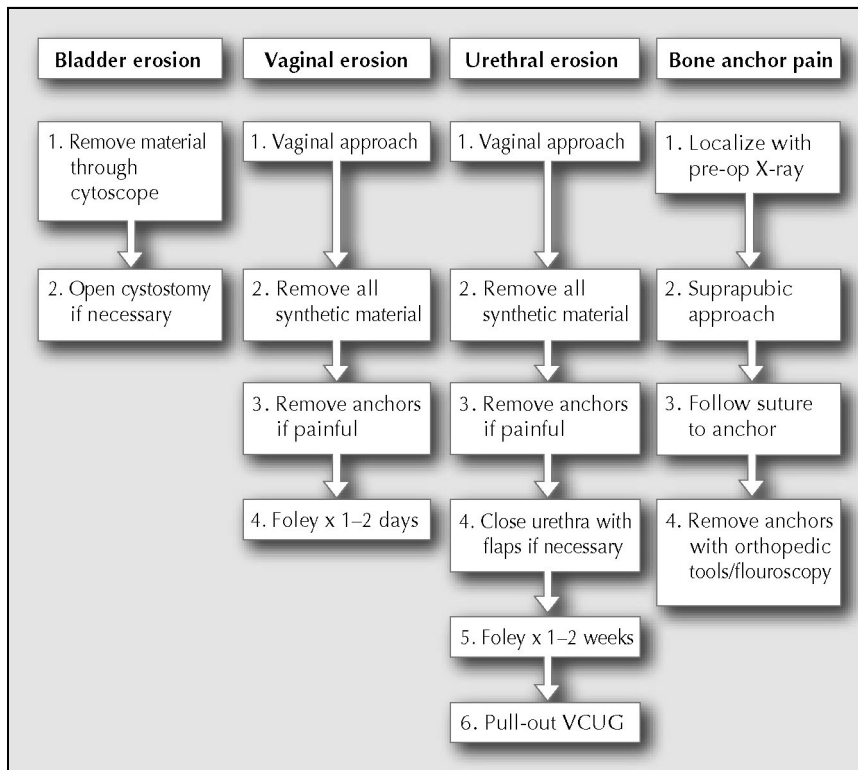 Bladder erosion
1. Remove material
through
cytoscope
2. Open cystostomy
if necessary
Vaginal erosion
1. Vaginal approach
2. Remove all
synthetic material
3. Remove anchors
if painful
4. Foley x 1–2 days
Urethral erosion
1. Vaginal approach
2. Remove all
synthetic material
3. Remove anchors
if painful
4. Close urethra with
flaps if necessary
5. Foley x 1–2 weeks
6. Pull-out VCUG
Bone anchor pain
1. Localize with
pre-op X-ray
2. Suprapubic
approach
3. Follow suture
to anchor
4. Remove anchors
with orthopedic
tools/flouroscopy